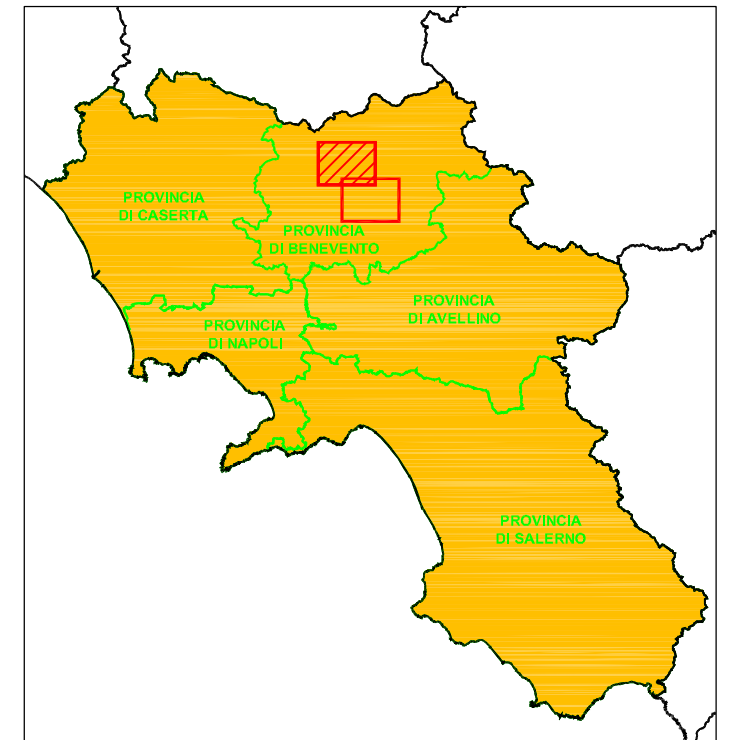 PROVINCIA
DI CASERTA
PROVINCIA
DI BENEVENTO
PROVINCIA
DI AVELLINO
PROVINCIA
DI NAPOLI
PROVINCIA
DI SALERNO